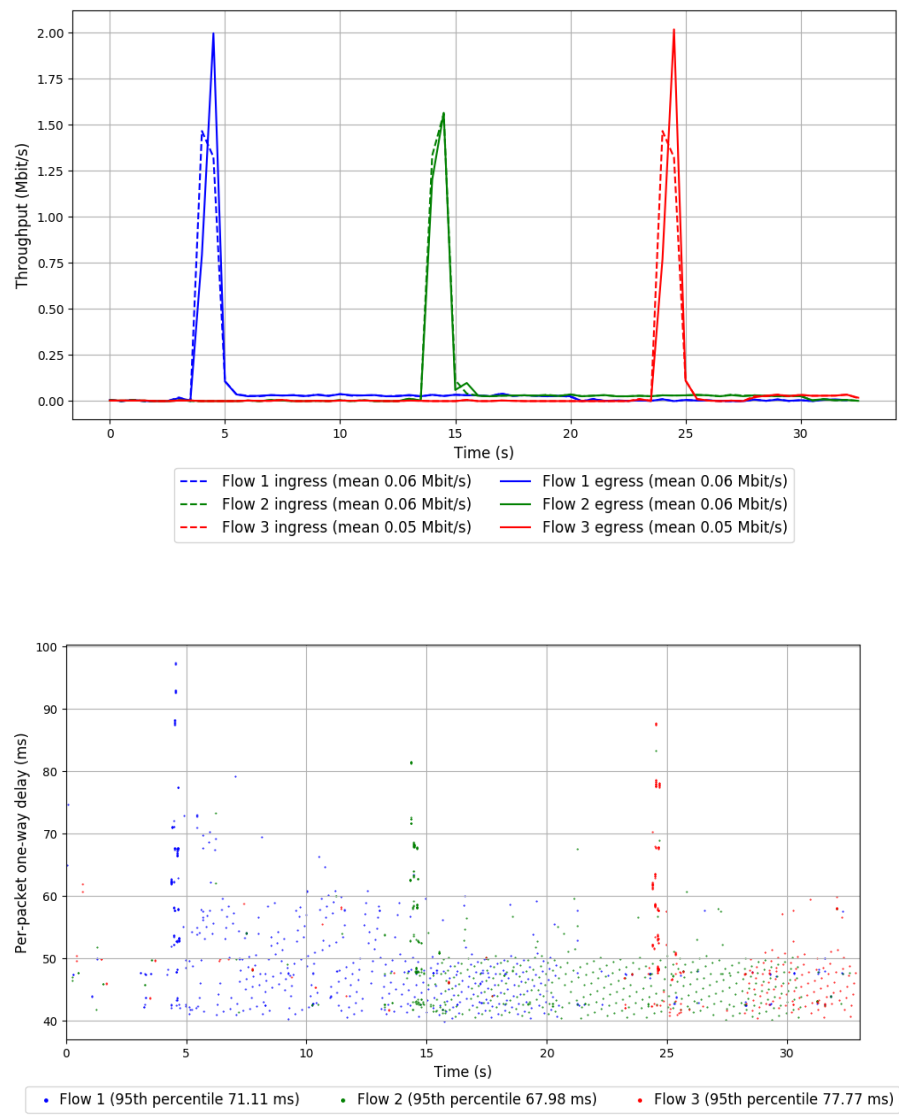 2.00
1.75
1.50
1.25
1.00
0.75
0.50
0.25
0.00
Throughput (Mbit/s)
0 5 10 15 20 25 30
Time (s)
Flow 1 ingress (mean 0.06 Mbit/s) Flow 1 egress (mean 0.06 Mbit/s)
Flow 2 ingress (mean 0.06 Mbit/s) Flow 2 egress (mean 0.06 Mbit/s)
Flow 3 ingress (mean 0.05 Mbit/s) Flow 3 egress (mean 0.05 Mbit/s)
100
90
80
70
60
50
40
Per-packet one-way delay (ms)
0 5 10 15 20 25 30
Time (s)
Flow 1 (95th percentile 71.11 ms) Flow 2 (95th percentile 67.98 ms) Flow 3 (95th percentile 77.77 ms)